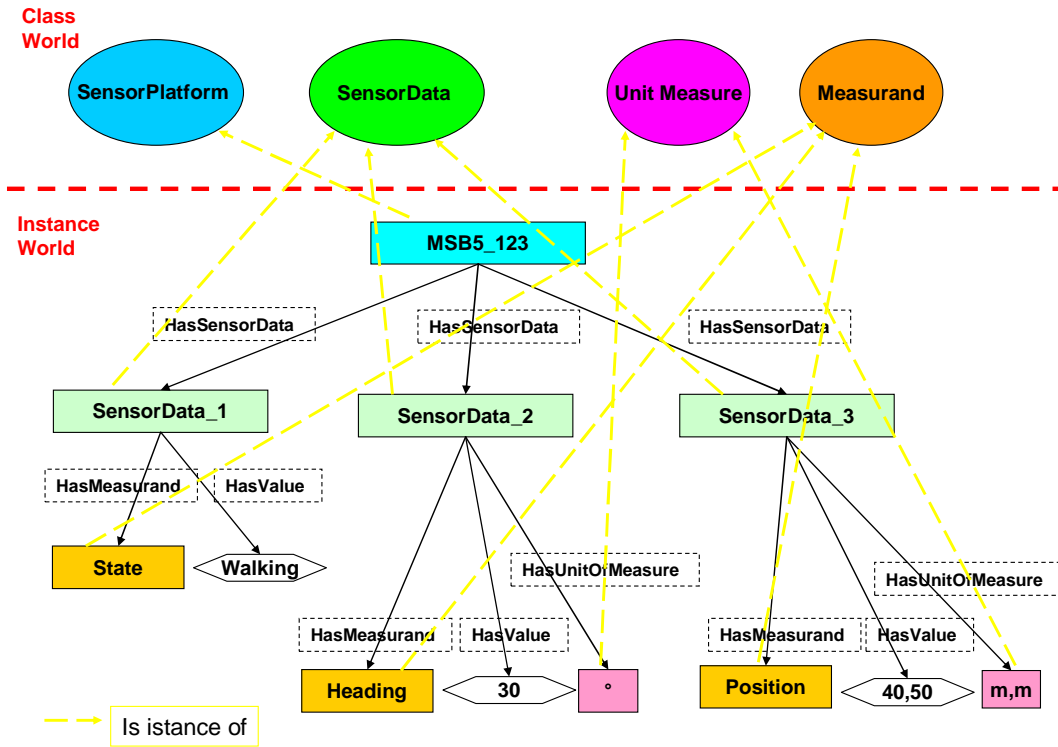 Class
World
SensorPlatform
SensorData
Unit Measure
Measurand
Instance
World
MSB5_123
HasSensorData
HasSensorData
HasSensorData
SensorData_1
SensorData_2
SensorData_3
HasMeasurand
HasValue
State
Walking
HasUnitOfMeasure
HasUnitOfMeasure
HasMeasurand
HasValue
HasMeasurand
HasValue
Heading
30
°
Position
40,50
m,m
Is istance of